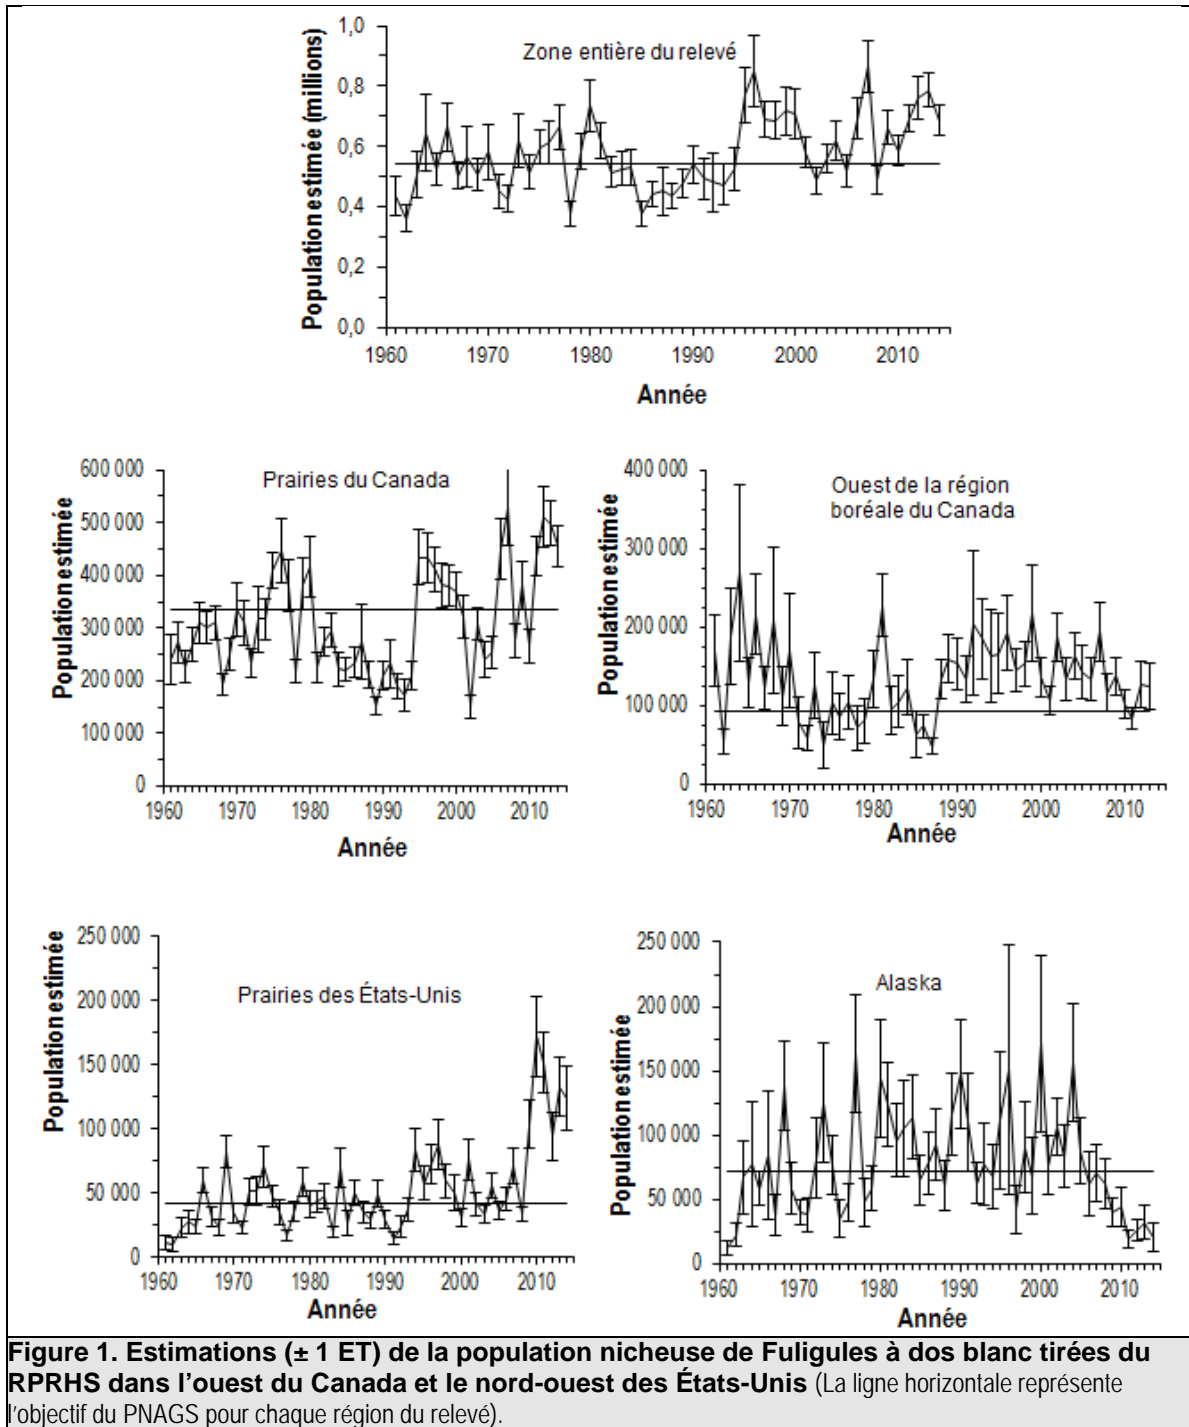 Zone entière du relevé
Population estimée (millions)
1,0
0,8
0,6
0,4
0,2
0,0
1960 1970 1980 1990 2000 2010
Année
Prairies du Canada
Population estimée
600 000
500 000
400 000
300 000
200 000
100 000
0
1960 1970 1980 1990 2000 2010
Année
Ouest de la région
boréale du Canada
Population estimée
400 000
300 000
200 000
100 000
0
1960 1970 1980 1990 2000 2010
Année
Prairies des États-Unis
Population estimée
250 000
200 000
150 000
100 000
50 000
0
1960 1970 1980 1990 2000 2010
Année
Alaska
Population estimée
250 000
200 000
150 000
100 000
50 000
0
1960 1970 1980 1990 2000 2010
Année
Figure 1. Estimations (± 1 ET) de la population nicheuse de Fuligules à dos blanc tirées du
RPRHS dans l'ouest du Canada et le nord-ouest des États-Unis (La ligne horizontale représente
l'objectif du PNAGS pour chaque région du relevé).